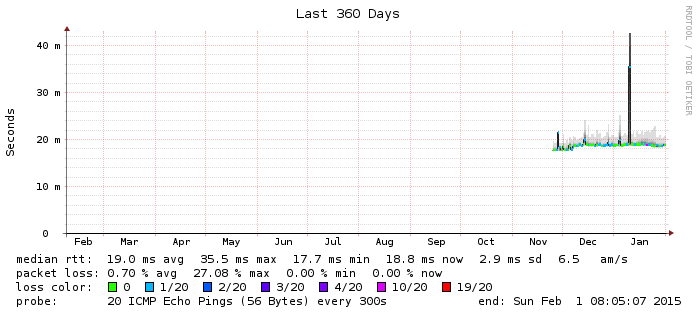 Last 360 Days
RRDTOOL / TOBI OETIKER
Seconds
40 m
30 m
20 m
10 m
0
Feb Mar Apr May Jun Jul Aug Sep Oct Nov Dec Jan
median rtt: 19.0 ms avg 35.5 ms max 17.7 ms min 18.8 ms now 2.9 ms sd 6.5 am/s
packet loss: 0.70 % avg 27.08 % max 0.00 % min 0.00 % now
loss color: 0 1/20 2/20 3/20 4/20 10/20 19/20
probe: 20 ICMP Echo Pings (56 Bytes) every 300s end: Sun Feb 1 08:05:07 2015